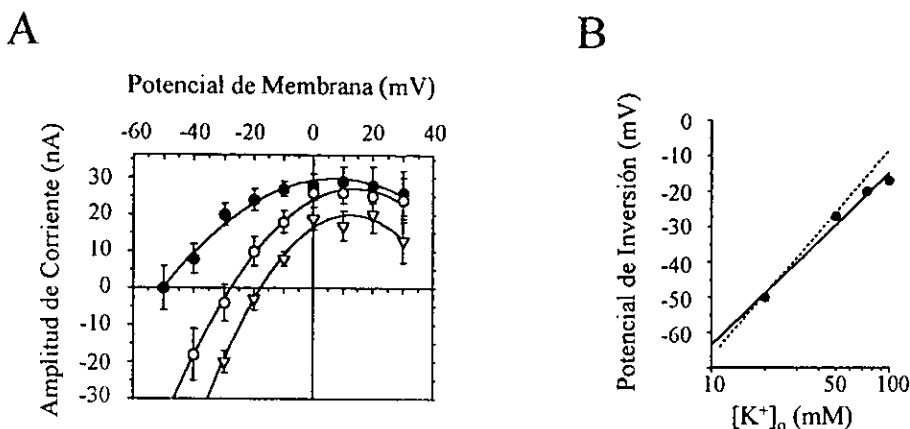 A
Potencial de Membrana (mV)
-60 -40 -20 0 20 40
Amplitud de Corriente (nA)
30
20
10
0
-10
-20
-30
B
Potencial de Inversión (mV)
0
-10
-20
-30
-40
-50
-60
10 50 100
[K⁺]ₒ (mM)